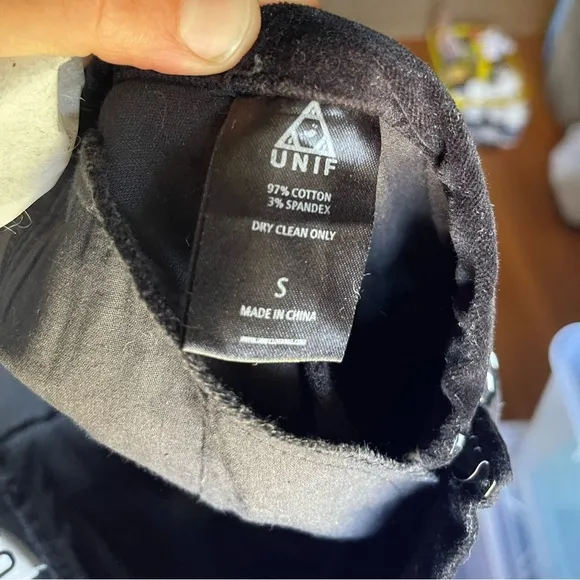 UNIF
97% COTTON
3% SPANDEX
DRY CLEAN ONLY
S
MADE IN CHINA